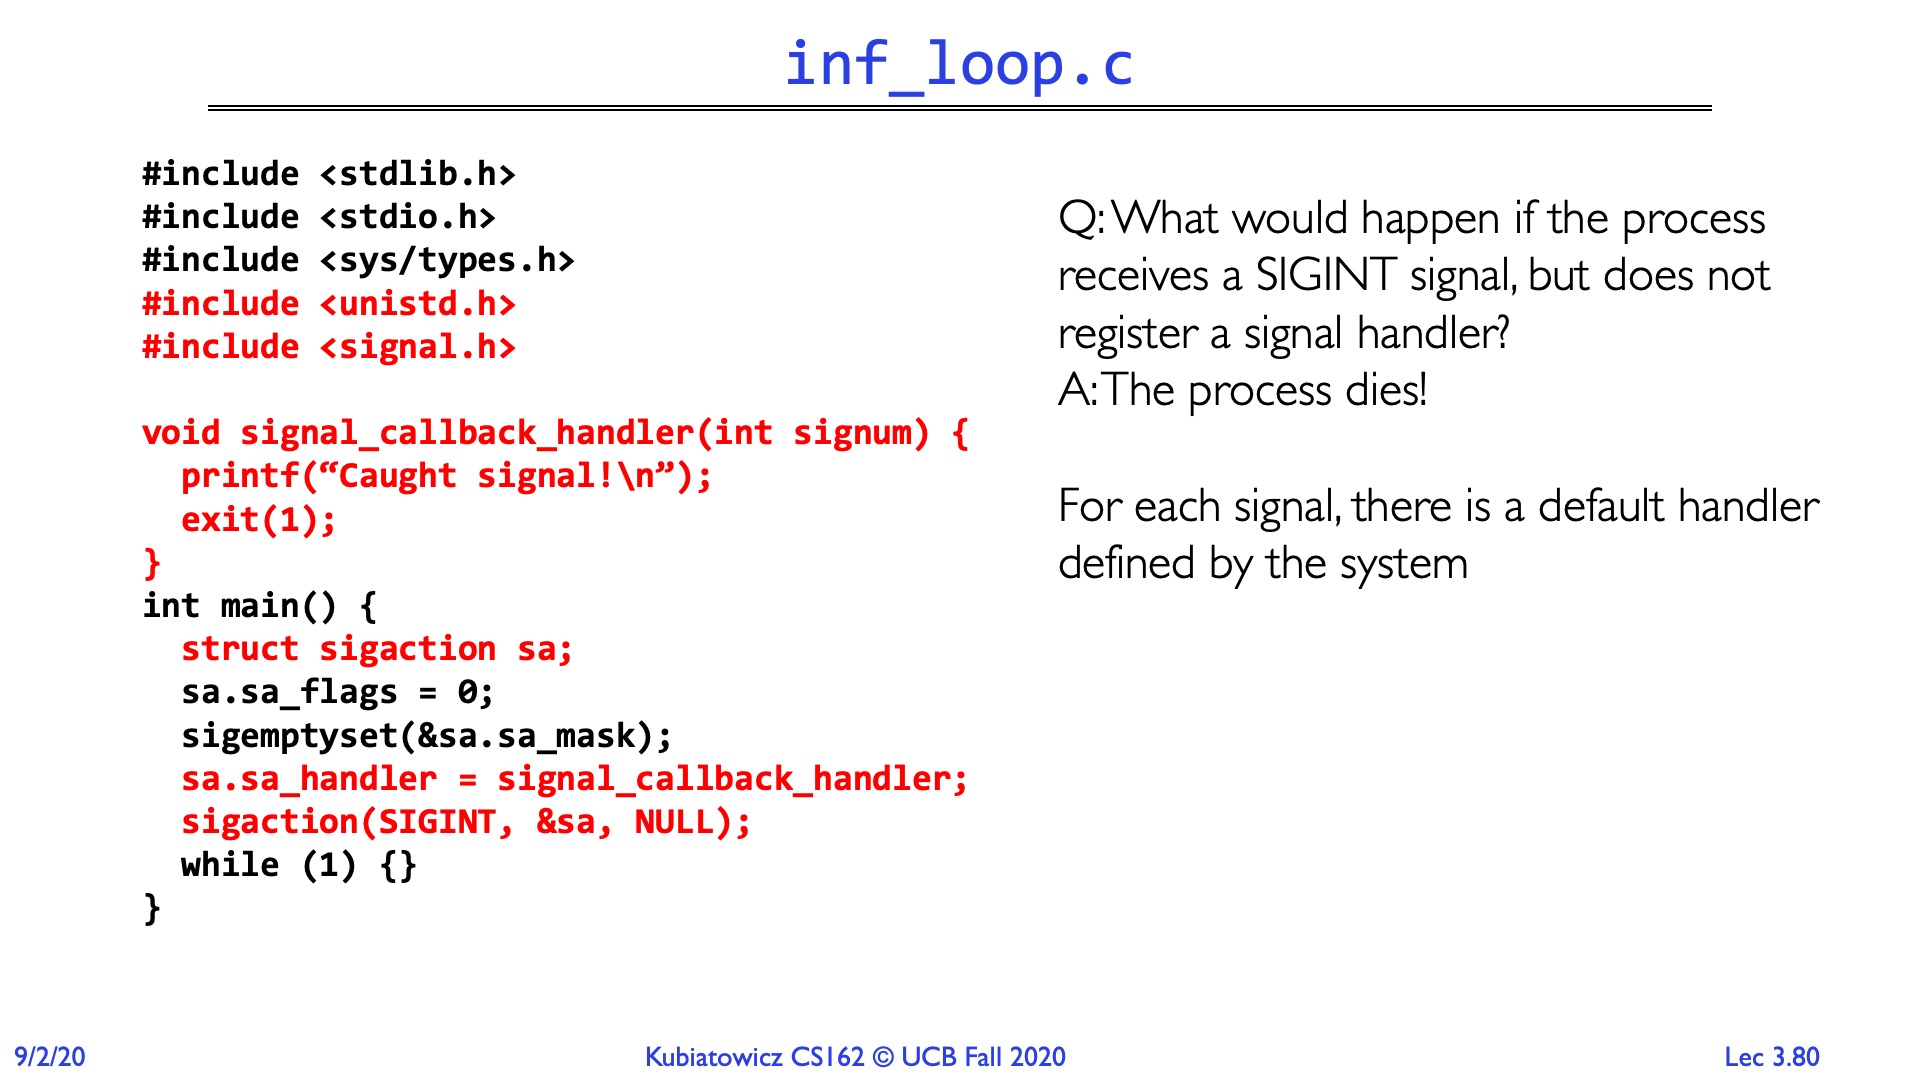 inf_loop.c
#include <stdlib.h>
#include <stdio.h>
#include <sys/types.h>
#include <unistd.h>
#include <signal.h>
void signal_callback_handler(int signum) {
  printf(“Caught signal!\n”);
  exit(1);
}
int main() {
  struct sigaction sa;
  sa.sa_flags = 0;
  sigemptyset(&sa.sa_mask);
  sa.sa_handler = signal_callback_handler;
  sigaction(SIGINT, &sa, NULL);
  while (1) {}
}
Q: What would happen if the process
receives a SIGINT signal, but does not
register a signal handler?
A: The process dies!
For each signal, there is a default handler
defined by the system
9/2/20
Kubiatowicz CS162 © UCB Fall 2020
Lec 3.80